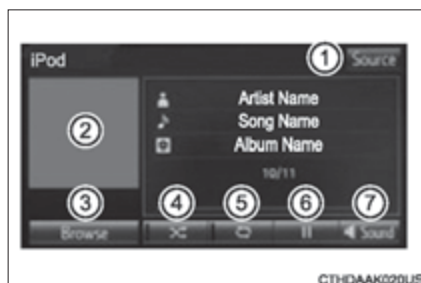 iPod
① Source
②
Artist Name
Song Name
Album Name
10/11
③ ④ ⑤ ⑥ ⑦
Browse Sound
CTHDAAK020US